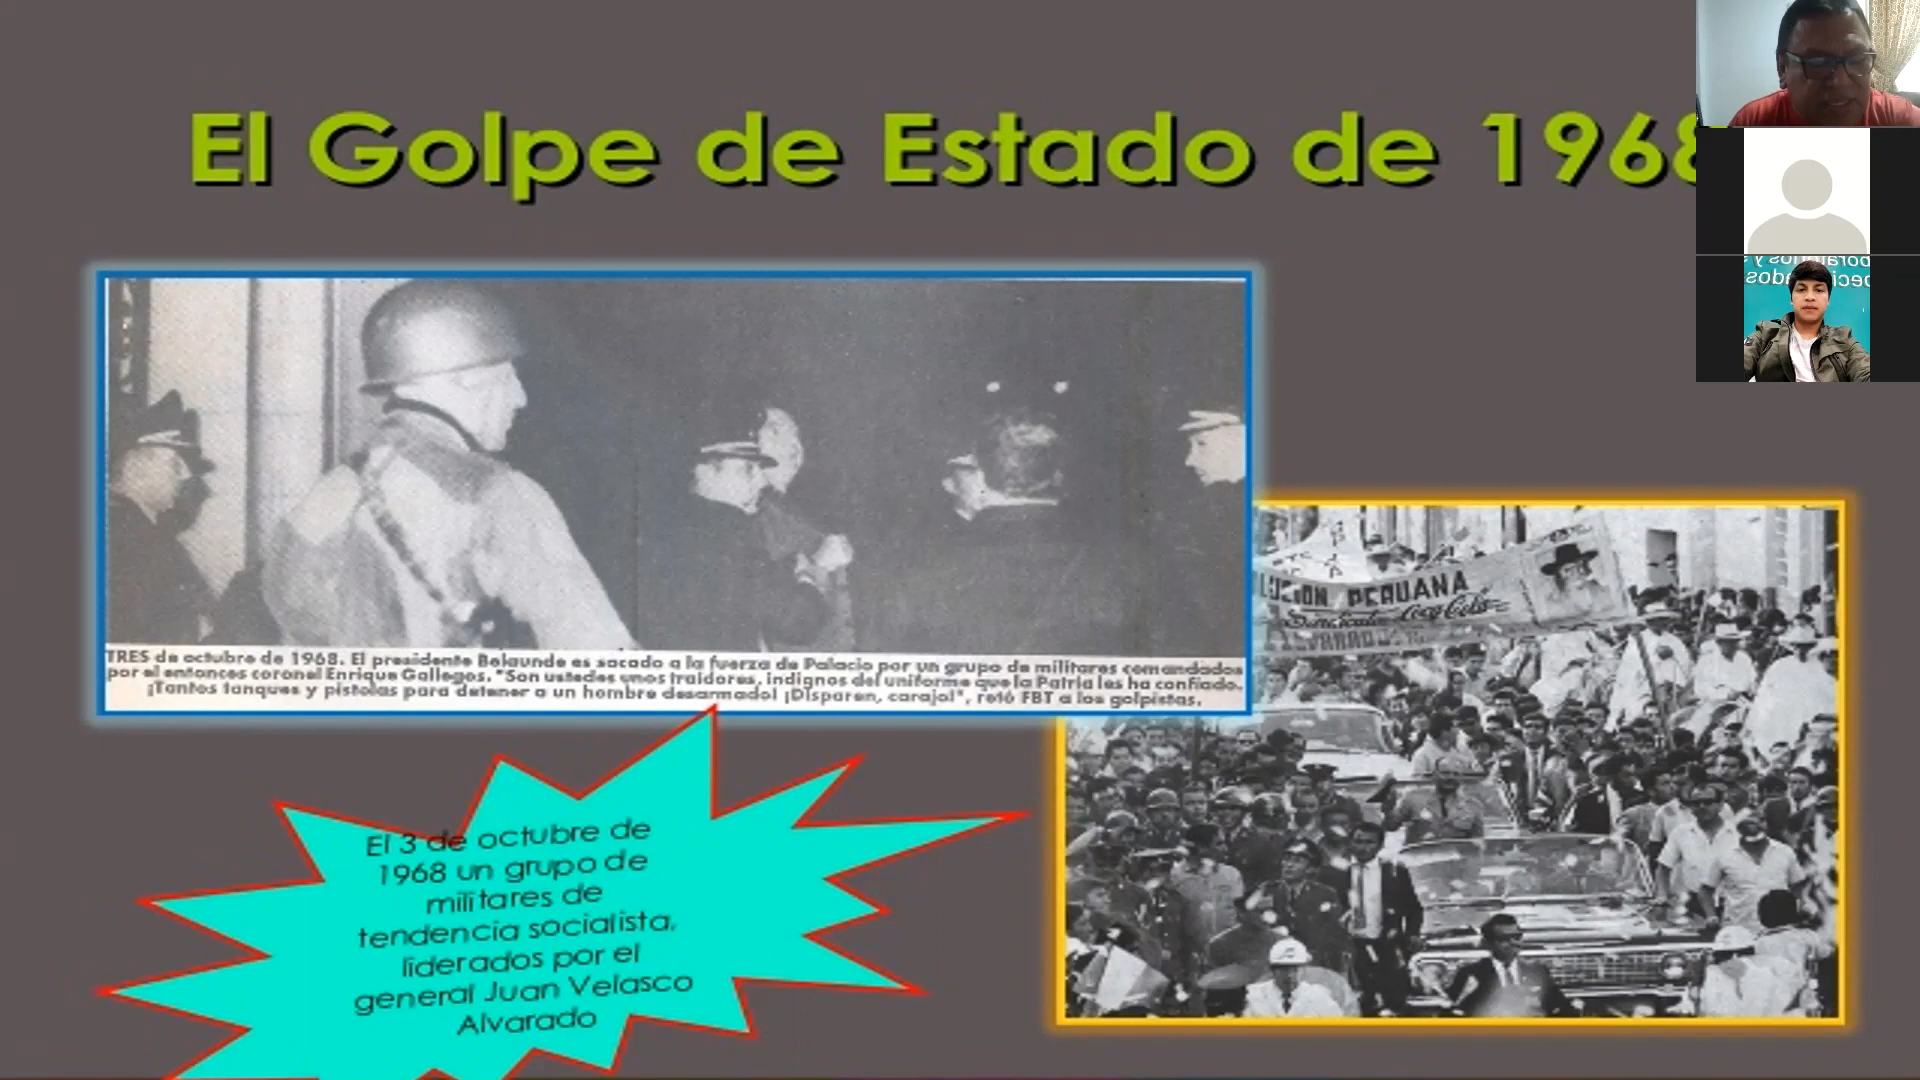 El Golpe de Estado de 1968
TRES de octubre de 1968. El presidente Belaunde es sacado a la fuerza de Palacio por un grupo de militares comandados
por el entonces coronel Enrique Gallegos. "Son ustedes unos traidores, indignos del uniforme que la Patria les ha confiado.
¡Tantos tanques y pistolas para detener a un hombre desarmado! ¡Disparen, carajo!", retó FBT a los golpistas.
LUCION PERUANA
Sindicato Coca-Cola
El 3 de octubre de
1968 un grupo de
militares de
tendencia socialista,
liderados por el
general Juan Velasco
Alvarado